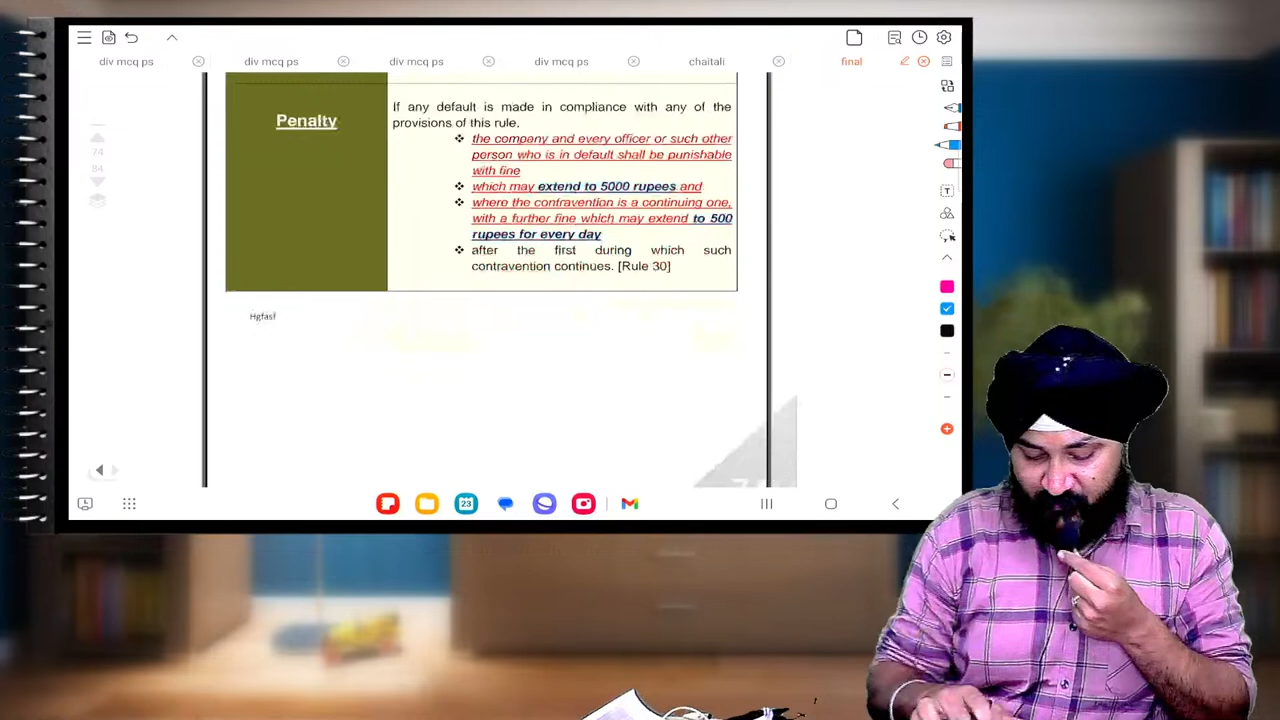 div mcq ps
div mcq ps
div mcq ps
div mcq ps
chaitali
final
74
84
Penalty
If any default is made in compliance with any of the
provisions of this rule.
❖ the company and every officer or such other
person who is in default shall be punishable
with fine
❖ which may extend to 5000 rupees and
❖ where the contravention is a continuing one,
with a further fine which may extend to 500
rupees for every day
❖ after the first during which such
contravention continues. [Rule 30]
Hgfasf
T
23